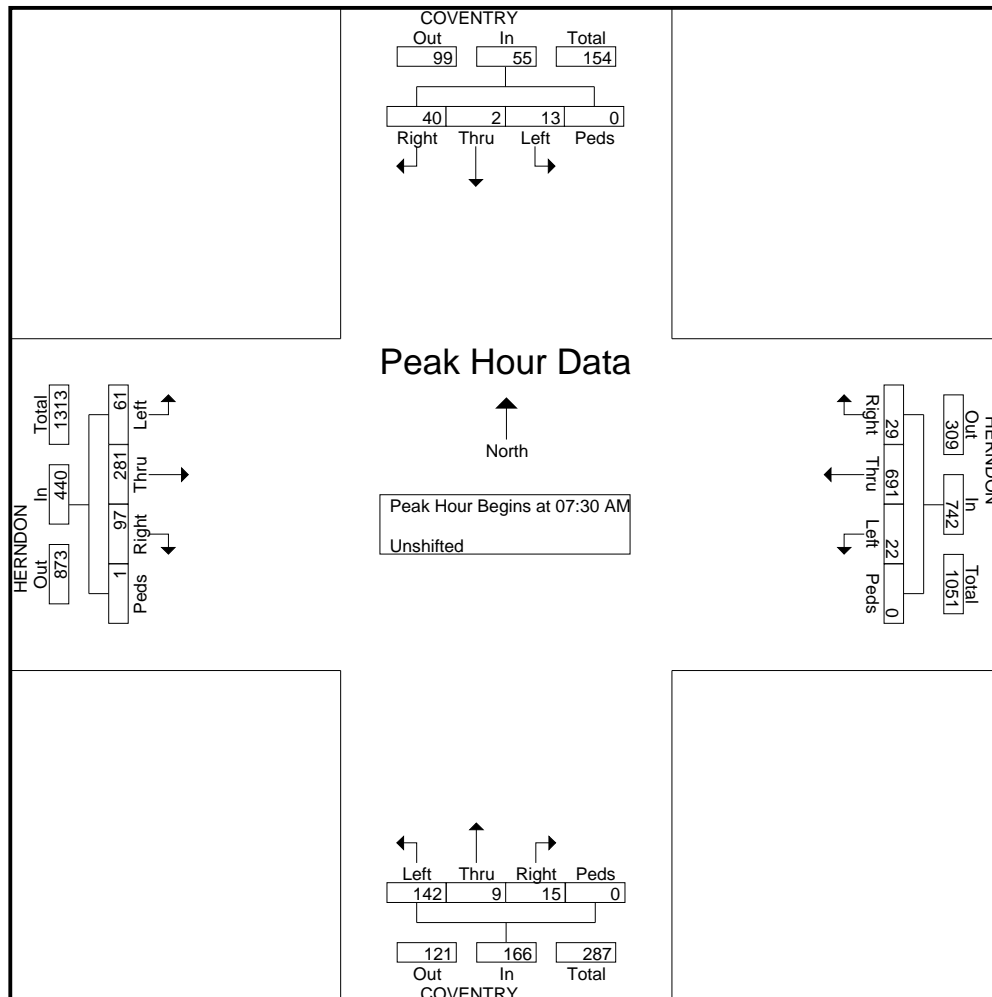 COVENTRY
Out In Total
99 55 154
40 2 13 0
Right Thru Left Peds
Peak Hour Data
North
Peak Hour Begins at 07:30 AM
Unshifted
HERNDON
Total In Out
1313 440 873
61 281 97 1
Left Thru Right Peds
HERNDON
Out In Total
309 742 1051
29 691 22 0
Right Thru Left Peds
Left Thru Right Peds
142 9 15 0
121 166 287
Out In Total
COVENTRY